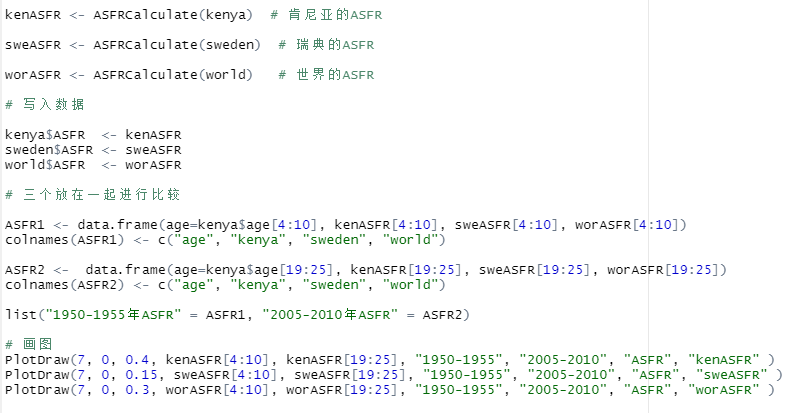 kenASFR <- ASFRCalculate(kenya)  # 肯尼亚的ASFR
sweASFR <- ASFRCalculate(sweden)  # 瑞典的ASFR
worASFR <- ASFRCalculate(world)   # 世界的ASFR
# 写入数据
kenya$ASFR  <- kenASFR
sweden$ASFR <- sweASFR
world$ASFR  <- worASFR
# 三个放在一起进行比较
ASFR1 <- data.frame(age=kenya$age[4:10], kenASFR[4:10], sweASFR[4:10], worASFR[4:10])
colnames(ASFR1) <- c("age", "kenya", "sweden", "world")
ASFR2 <-  data.frame(age=kenya$age[19:25], kenASFR[19:25], sweASFR[19:25], worASFR[19:25])
colnames(ASFR2) <- c("age", "kenya", "sweden", "world")
list("1950-1955年ASFR" = ASFR1, "2005-2010年ASFR" = ASFR2)
# 画图
PlotDraw(7, 0, 0.4, kenASFR[4:10], kenASFR[19:25], "1950-1955", "2005-2010", "ASFR", "kenASFR" )
PlotDraw(7, 0, 0.15, sweASFR[4:10], sweASFR[19:25], "1950-1955", "2005-2010", "ASFR", "sweASFR" )
PlotDraw(7, 0, 0.3, worASFR[4:10], worASFR[19:25], "1950-1955", "2005-2010", "ASFR", "worASFR" )